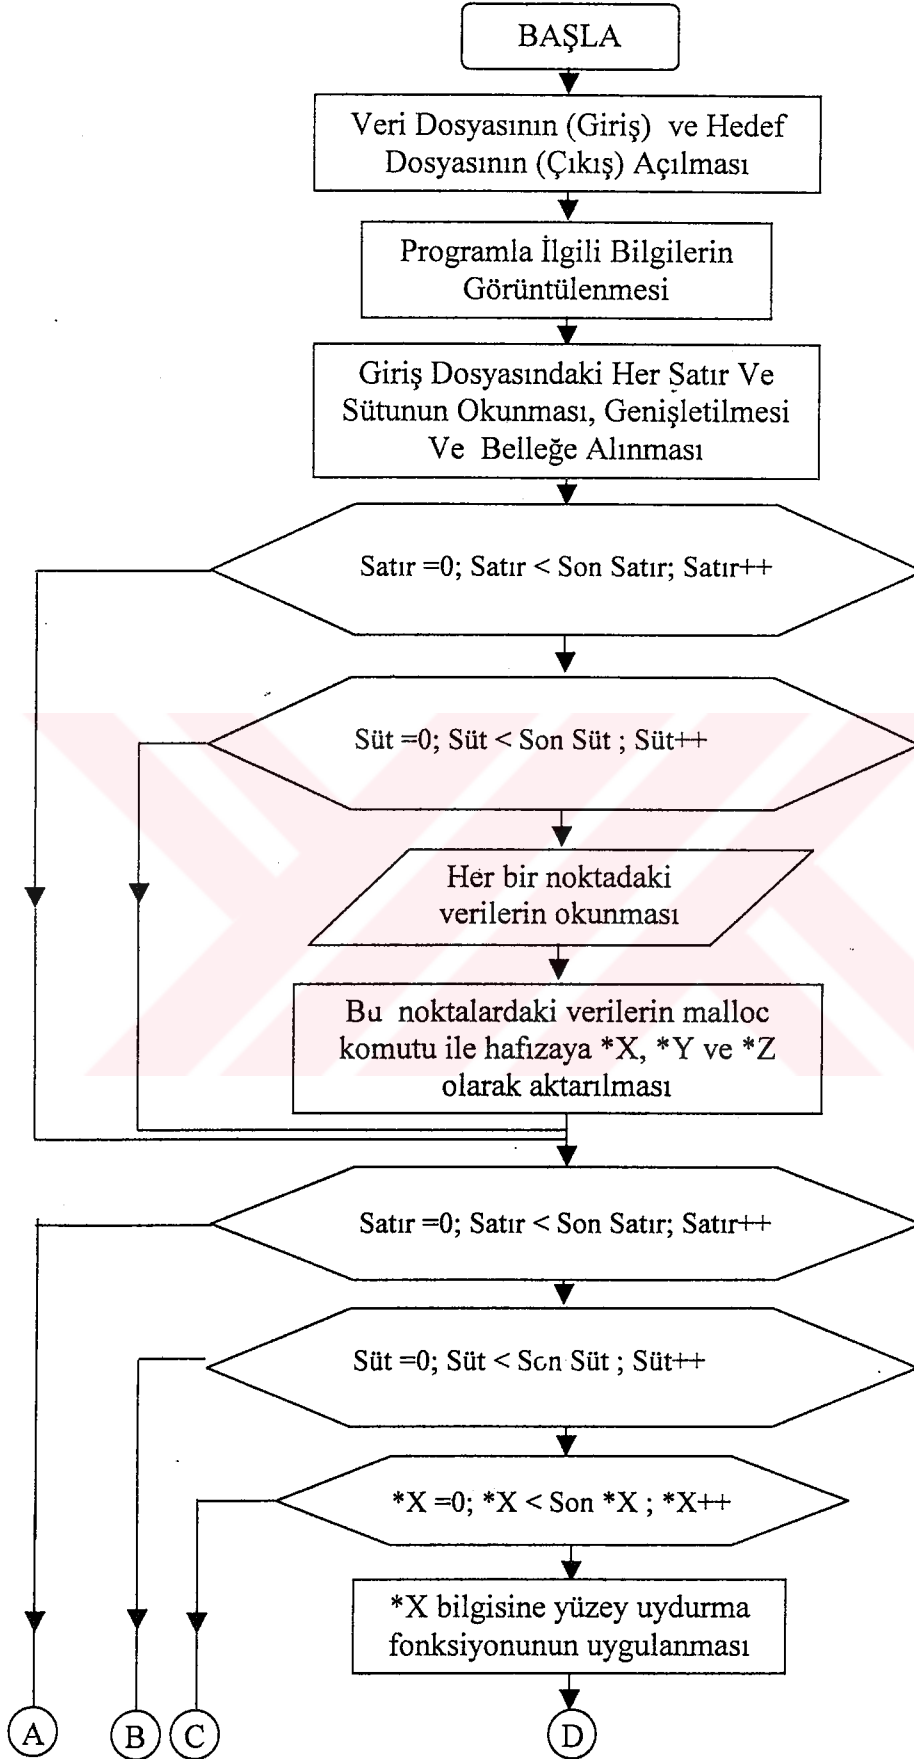 BAŞLA
Veri Dosyasının (Giriş) ve Hedef
Dosyasının (Çıkış) Açılması
Programla İlgili Bilgilerin
Görüntülenmesi
Giriş Dosyasındaki Her Satır Ve
Sütunun Okunması, Genişletilmesi
Ve Belleğe Alınması
Satır =0; Satır < Son Satır; Satır++
Süt =0; Süt < Son Süt ; Süt++
Her bir noktadaki
verilerin okunması
Bu noktalardaki verilerin malloc
komutu ile hafızaya *X, *Y ve *Z
olarak aktarılması
Satır =0; Satır < Son Satır; Satır++
Süt =0; Süt < Son Süt ; Süt++
*X =0; *X < Son *X ; *X++
*X bilgisine yüzey uydurma
fonksiyonunun uygulanması
A B C D